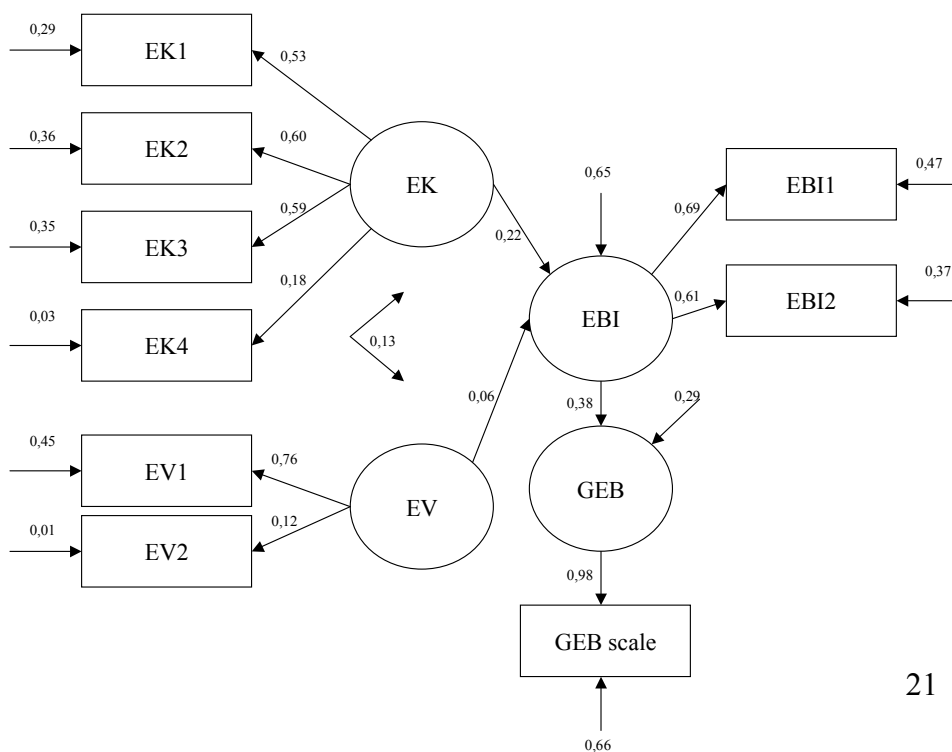 0,29
EK1
0,53
0,36
EK2
0,60
EK
0,65
EBI1
0,47
0,69
0,35
EK3
0,59
0,22
0,18
EBI
0,61
EBI2
0,37
0,03
EK4
0,13
0,06
0,38
0,29
0,45
EV1
0,76
EV
GEB
0,01
EV2
0,12
0,98
GEB scale
0,66
21